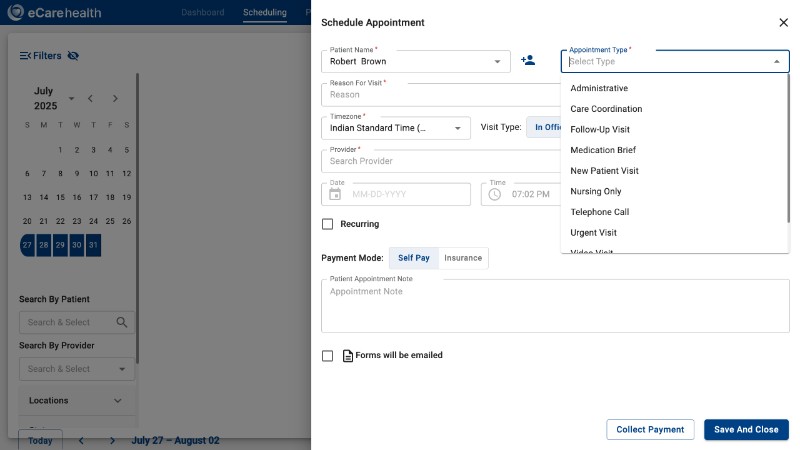 eCarehealth
Dashboard
Scheduling
P
Filters
July
2025
S M T W T F S
1 2 3 4 5
6 7 8 9 10 11 12
13 14 15 16 17 18 19
20 21 22 23 24 25 26
27 28 29 30 31
Search By Patient
Search & Select
Search By Provider
Search & Select
Locations
Today
July 27 – August 02
Schedule Appointment
Patient Name *
Robert Brown
Appointment Type *
Select Type
Administrative
Care Coordination
Follow-Up Visit
Medication Brief
New Patient Visit
Nursing Only
Telephone Call
Urgent Visit
Video Visit
Reason For Visit *
Reason
Timezone *
Indian Standard Time (...
Visit Type:
In Offi
Provider *
Search Provider
Date
MM-DD-YYYY
Time
07:02 PM
Recurring
Payment Mode:
Self Pay
Insurance
Patient Appointment Note
Appointment Note
Forms will be emailed
Collect Payment
Save And Close